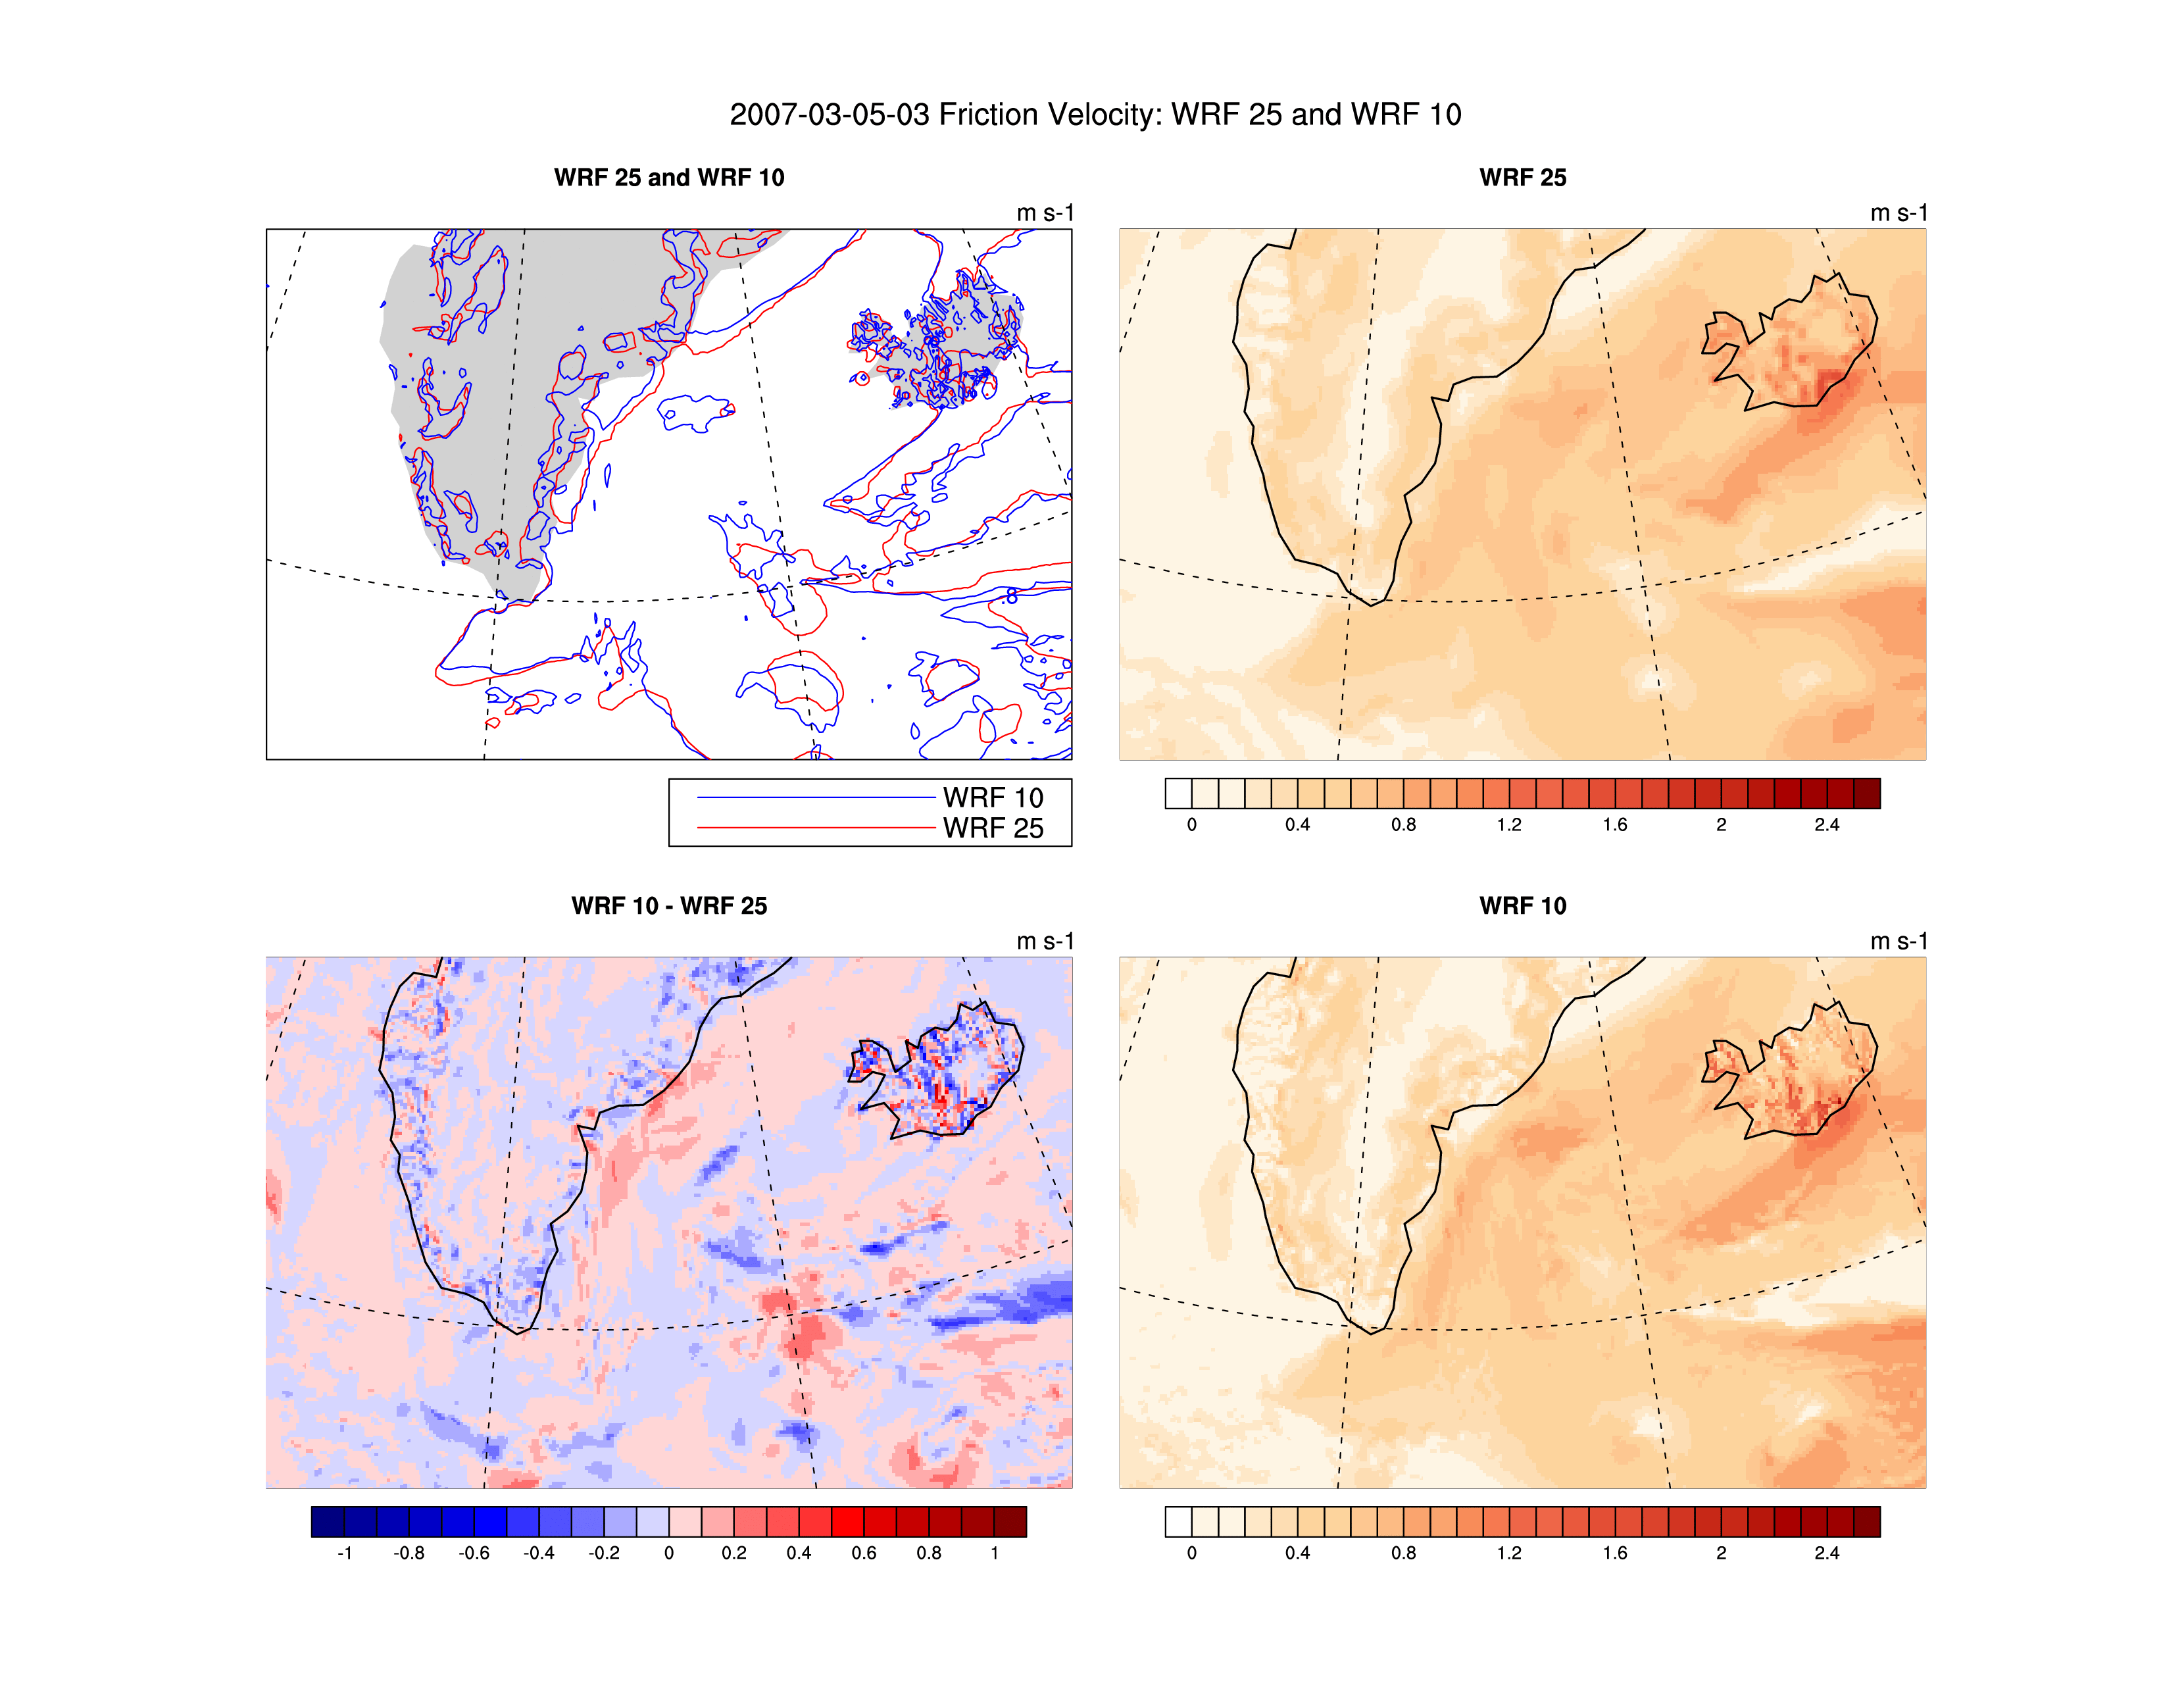 2007-03-05-03 Friction Velocity: WRF 25 and WRF 10
WRF 25 and WRF 10
m s-1
.8
WRF 10
WRF 25
WRF 25
m s-1
0 0.4 0.8 1.2 1.6 2 2.4
WRF 10 - WRF 25
m s-1
-1 -0.8 -0.6 -0.4 -0.2 0 0.2 0.4 0.6 0.8 1
WRF 10
m s-1
0 0.4 0.8 1.2 1.6 2 2.4